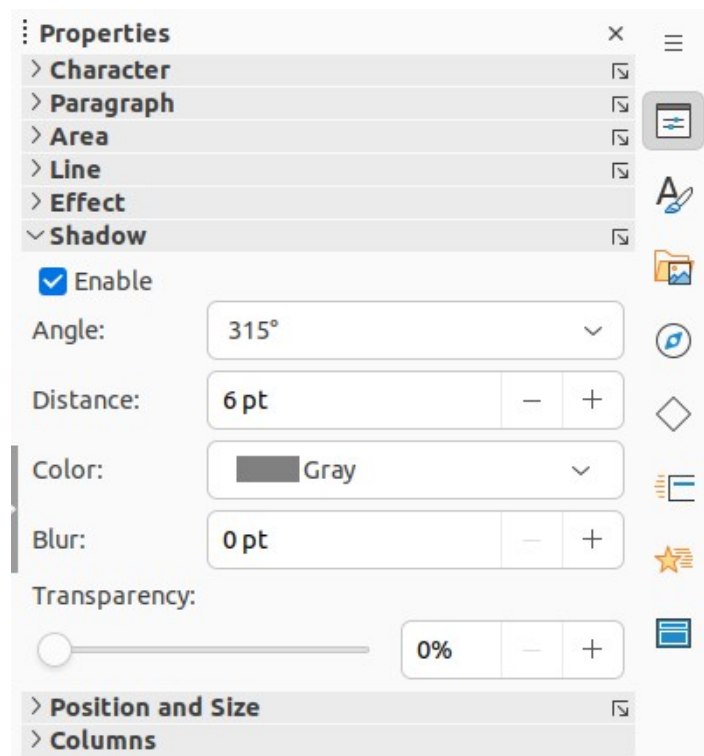 Properties
Character
Paragraph
Area
Line
Effect
Shadow
Enable
Angle: 315°
Distance: 6 pt
Color: Gray
Blur: 0 pt
Transparency:
0%
Position and Size
Columns